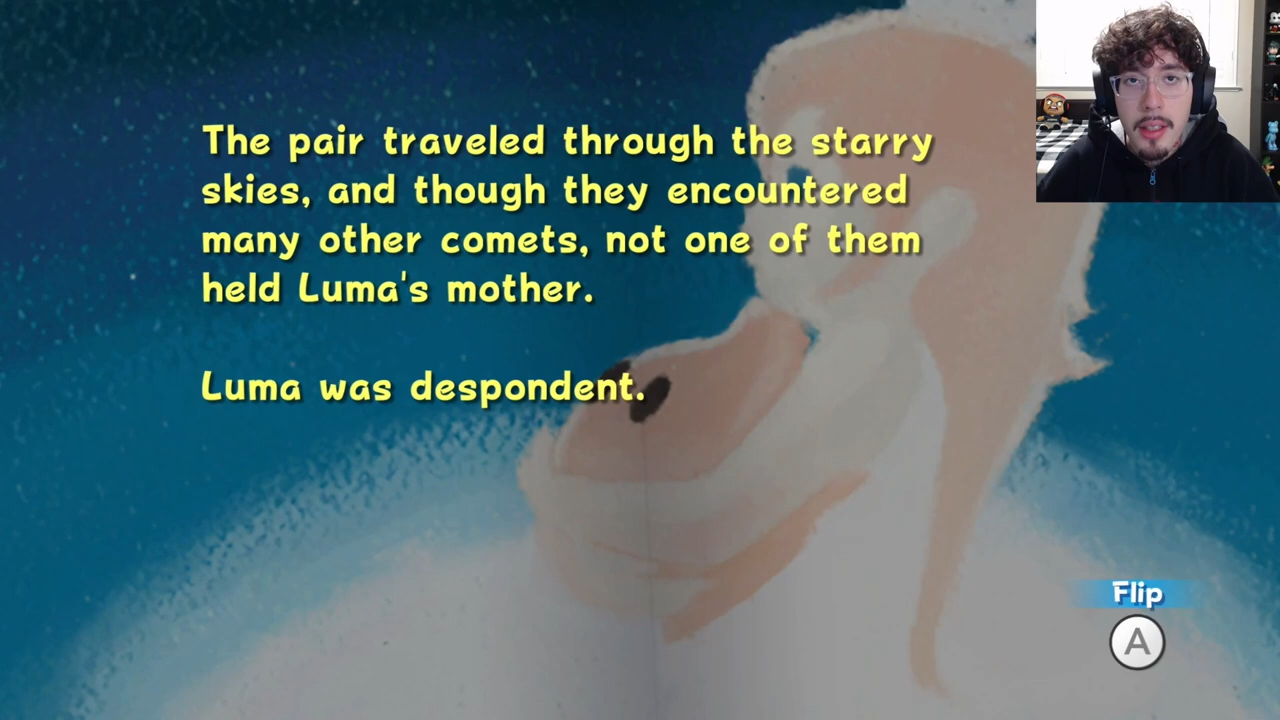 The pair traveled through the starry
skies, and though they encountered
many other comets, not one of them
held Luma's mother.
Luma was despondent.
Flip
A